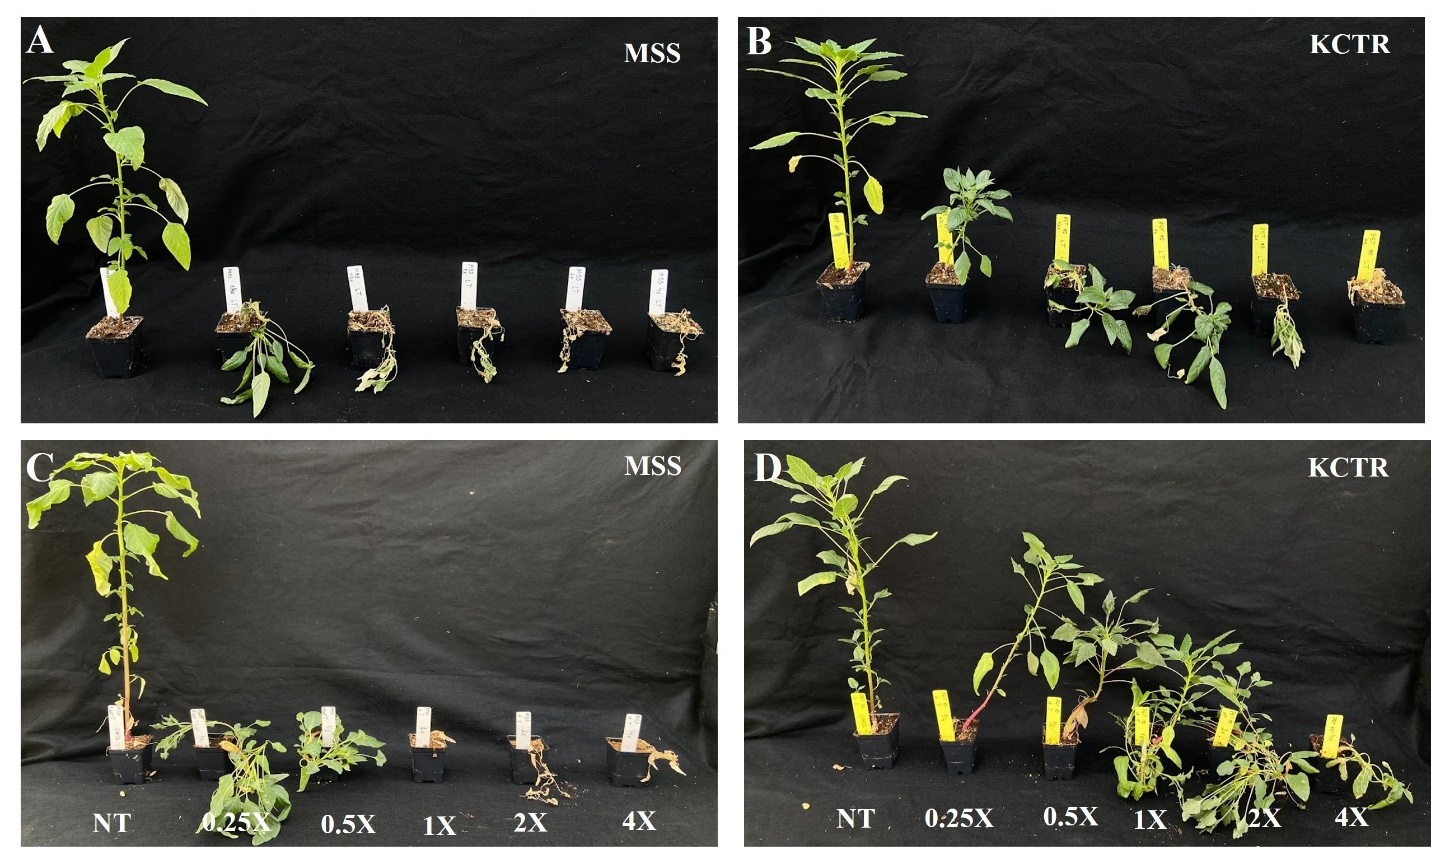 A
MSS
B
KCTR
C
MSS
D
KCTR
NT
0.25X
0.5X
1X
2X
4X
NT
0.25X
0.5X
1X
2X
4X